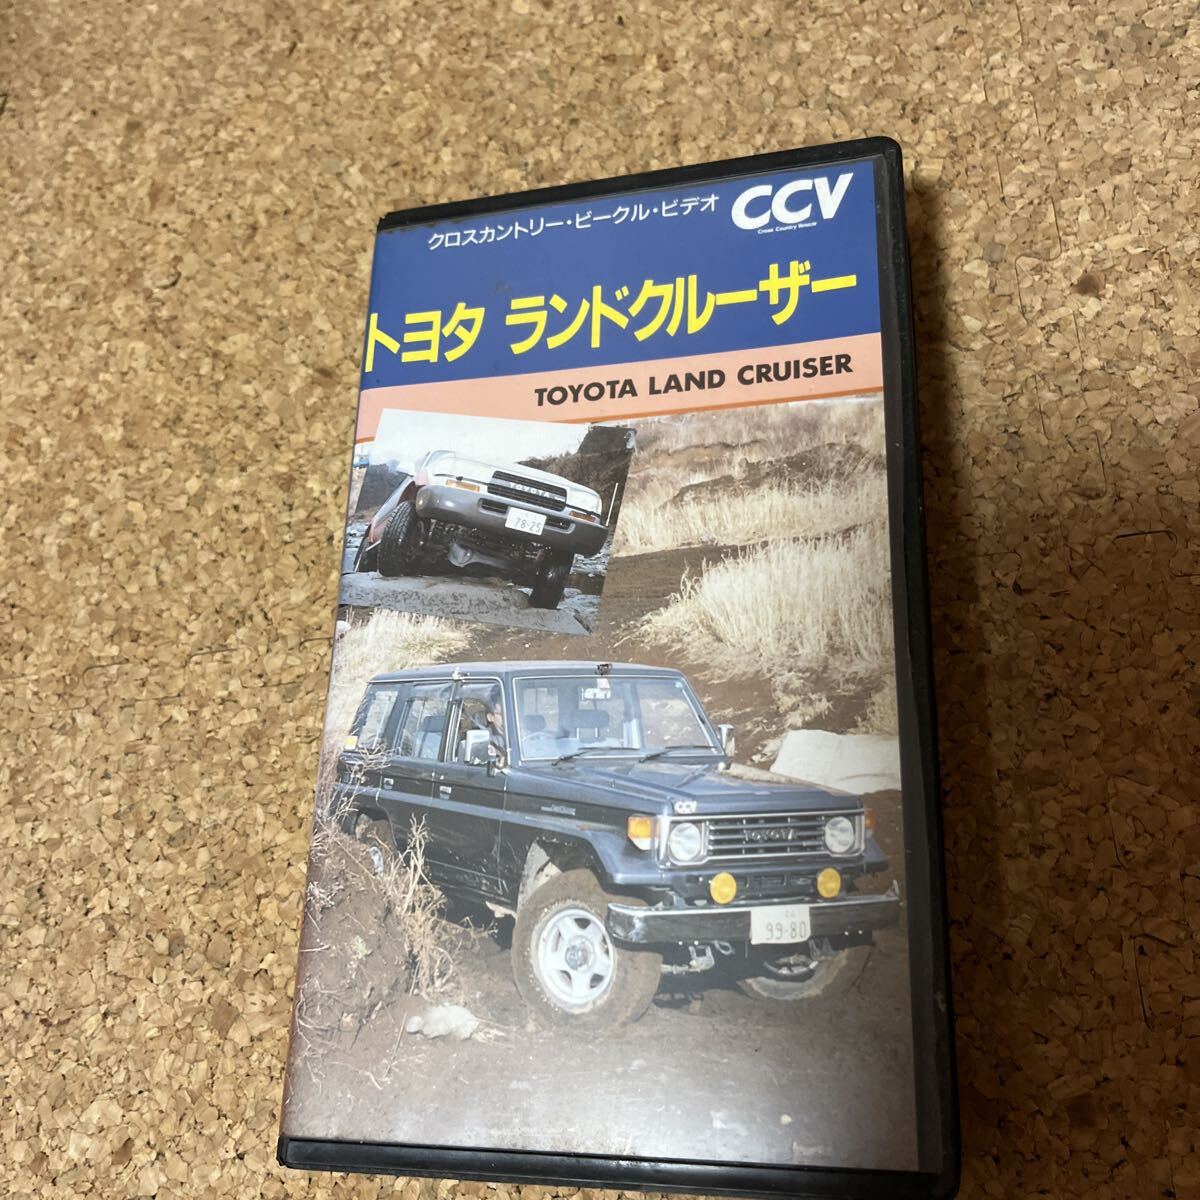 クロスカントリー・ビークル・ビデオ CCV
Cross Country Vehicle
トヨタ ランドクルーザー
TOYOTA LAND CRUISER
TOYOTA
78-25
CCV
TOYOTA
99-80